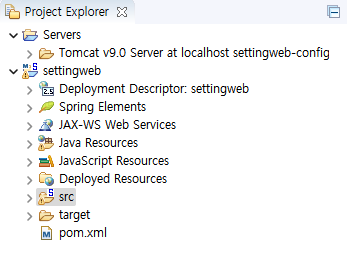 Project Explorer
Servers
Tomcat v9.0 Server at localhost settingweb-config
settingweb
Deployment Descriptor: settingweb
Spring Elements
JAX-WS Web Services
Java Resources
JavaScript Resources
Deployed Resources
src
target
pom.xml